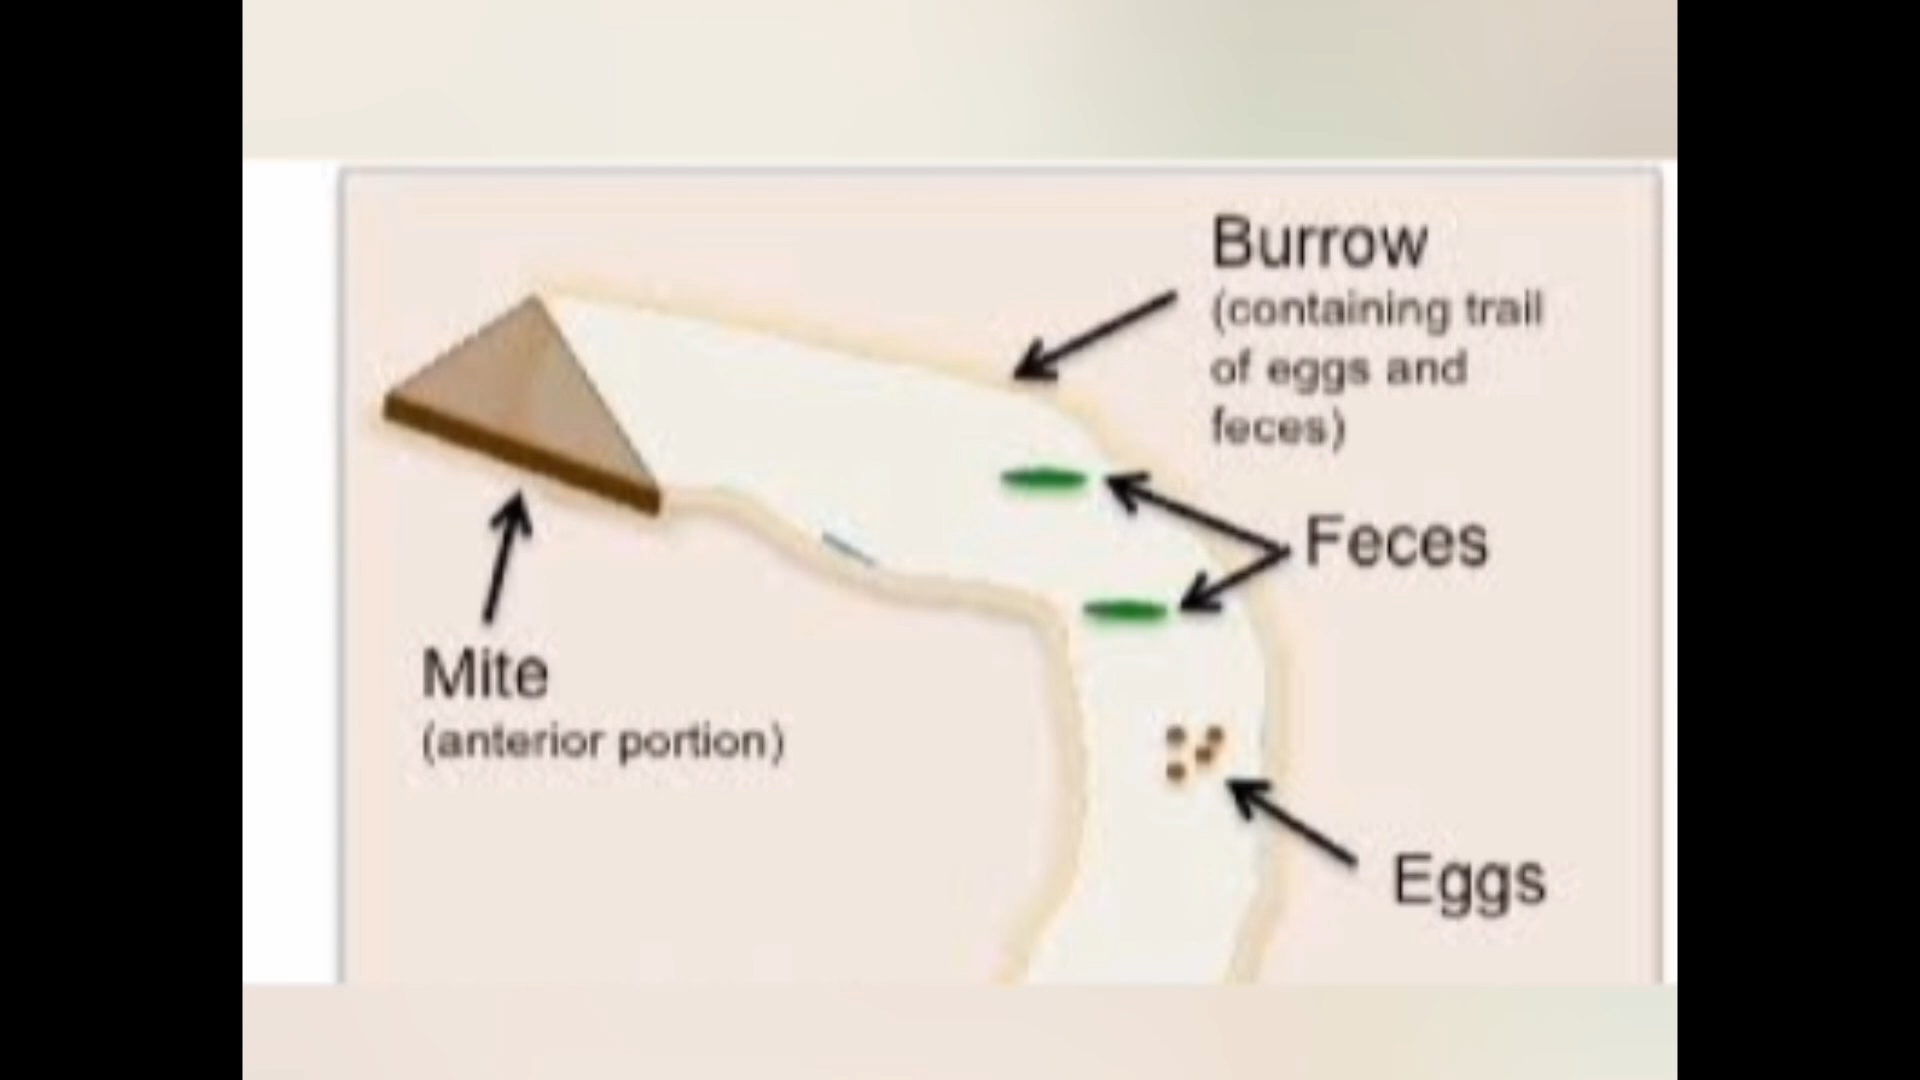 Burrow
(containing trail
of eggs and
feces)
Feces
Mite
(anterior portion)
Eggs